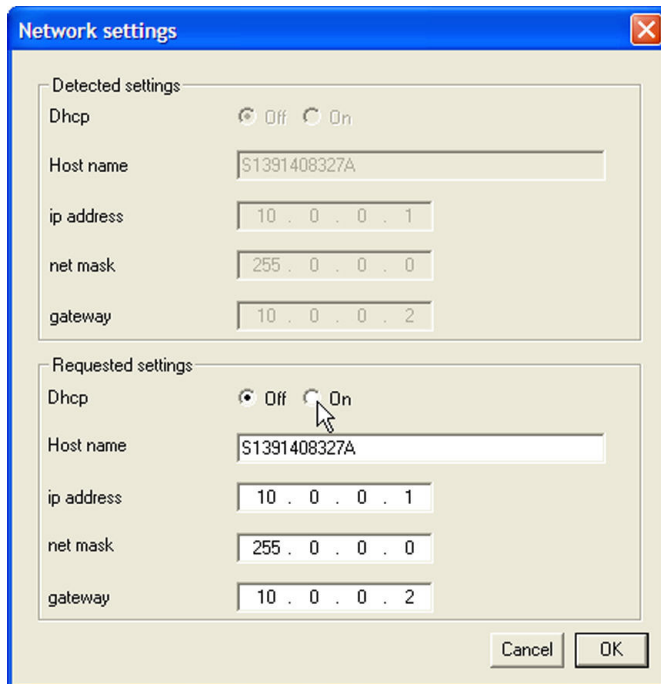 Network settings
Detected settings
Dhcp Off On
Host name S1391408327A
ip address 10 . 0 . 0 . 1
net mask 255 . 0 . 0 . 0
gateway 10 . 0 . 0 . 2
Requested settings
Dhcp Off On
Host name S1391408327A
ip address 10 . 0 . 0 . 1
net mask 255 . 0 . 0 . 0
gateway 10 . 0 . 0 . 2
Cancel OK